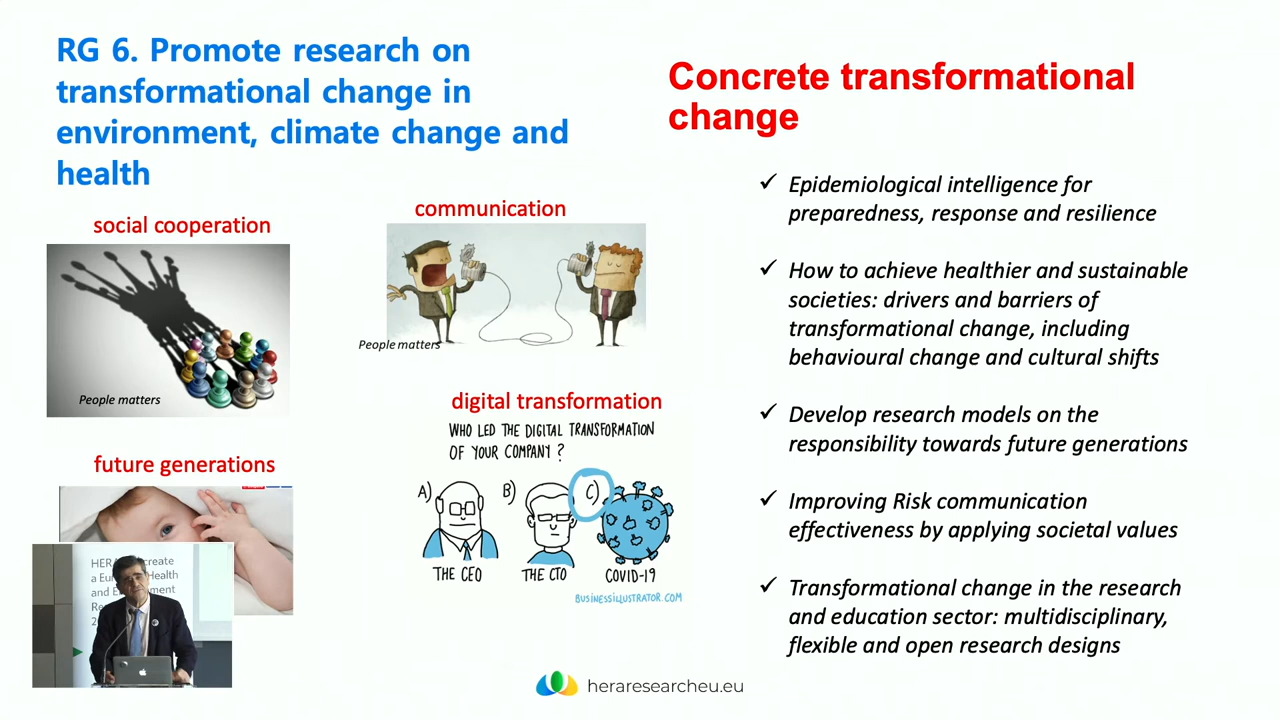 RG 6. Promote research on
transformational change in
environment, climate change and
health
social cooperation
People matters
communication
People matters
future generations
digital transformation
WHO LED THE DIGITAL TRANSFORMATION
OF YOUR COMPANY?
A)
B)
C)
THE CEO
THE CTO
COVID-19
BUSINESSILLUSTRATOR.COM
Concrete transformational
change
✓ Epidemiological intelligence for
preparedness, response and resilience
✓ How to achieve healthier and sustainable
societies: drivers and barriers of
transformational change, including
behavioural change and cultural shifts
✓ Develop research models on the
responsibility towards future generations
✓ Improving Risk communication
effectiveness by applying societal values
✓ Transformational change in the research
and education sector: multidisciplinary,
flexible and open research designs
heraresearcheu.eu